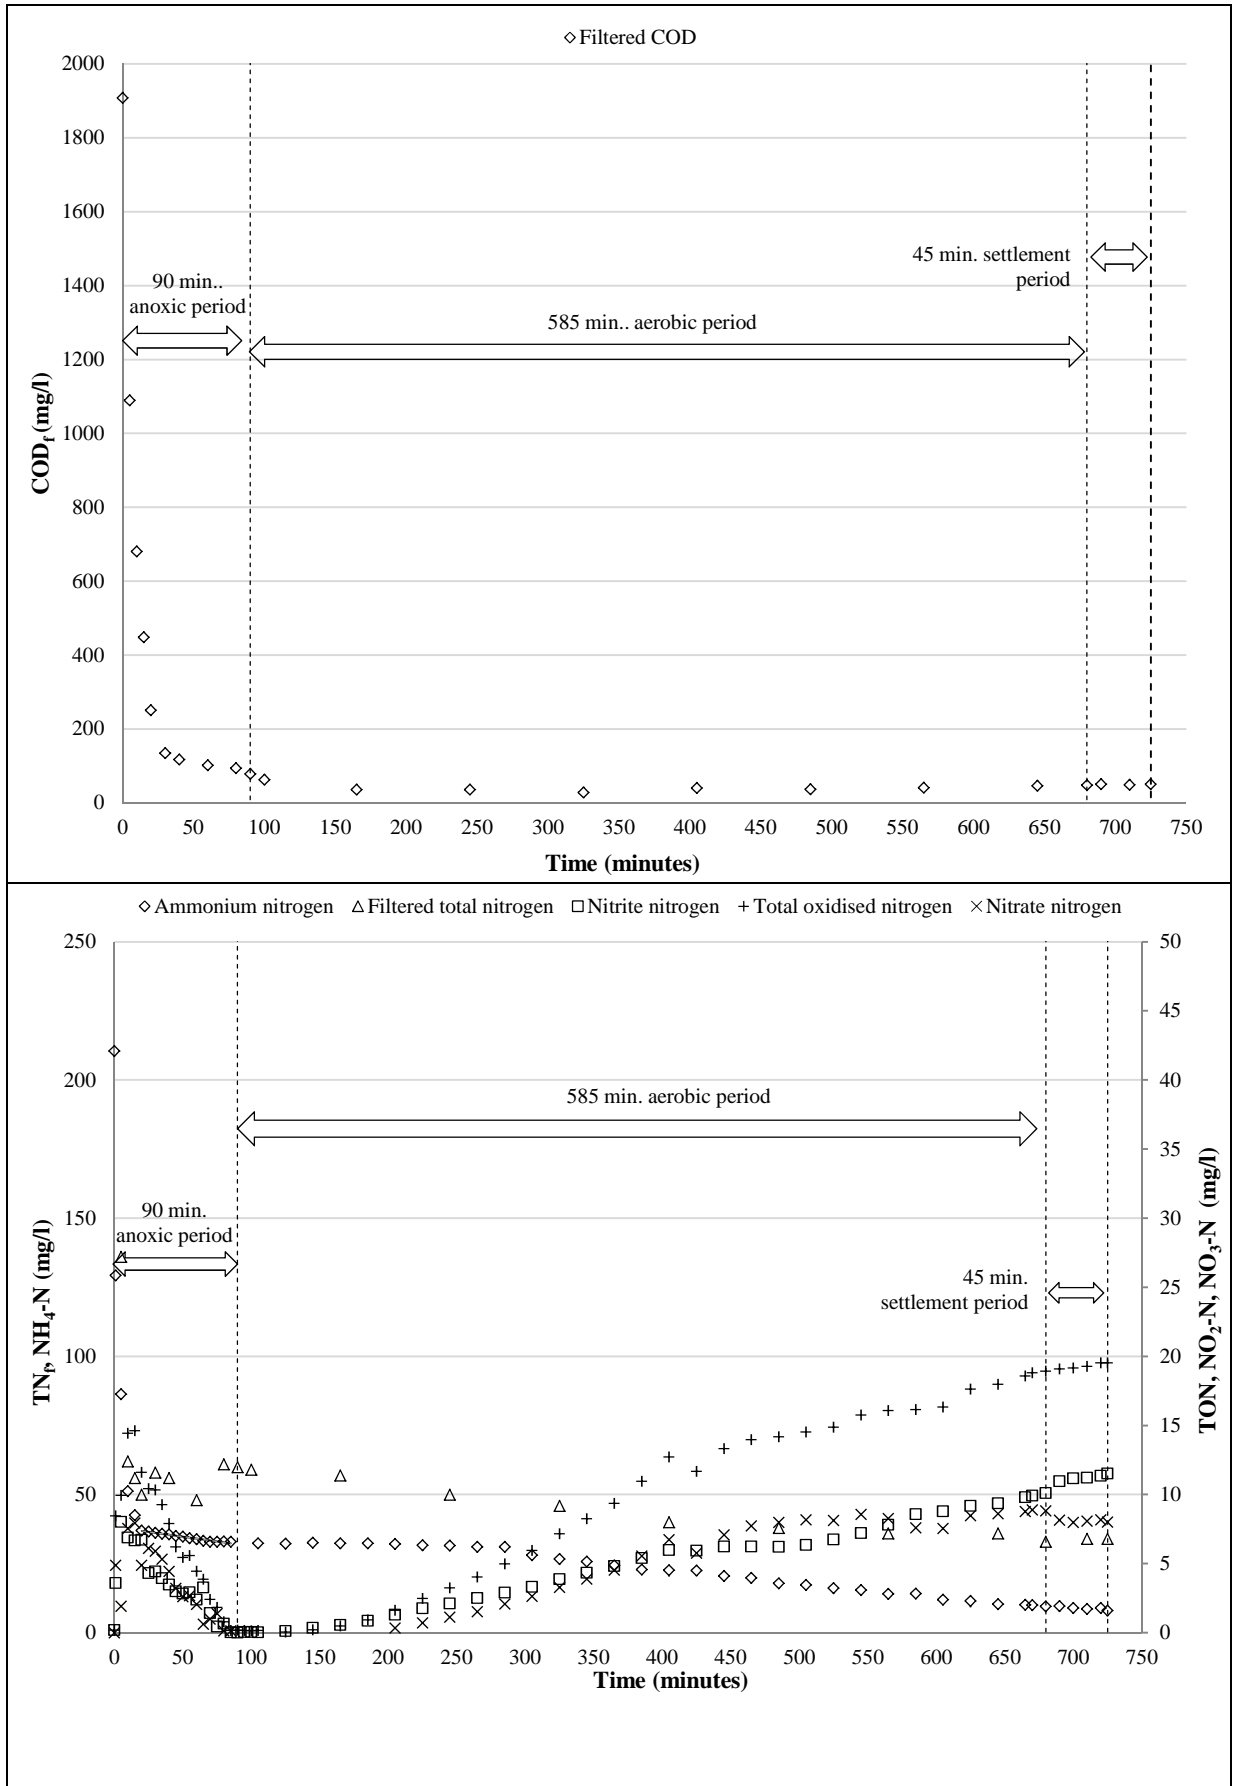 ◇Filtered COD
2000
1800
1600
1400
1200
1000
800
600
400
200
0
COD_f (mg/l)
90 min..
anoxic period
585 min.. aerobic period
45 min. settlement
period
0 50 100 150 200 250 300 350 400 450 500 550 600 650 700 750
Time (minutes)
◇Ammonium nitrogen △Filtered total nitrogen □Nitrite nitrogen +Total oxidised nitrogen ×Nitrate nitrogen
250
200
150
100
50
0
TN_f, NH_4-N (mg/l)
585 min. aerobic period
90 min.
anoxic period
45 min.
settlement period
50
45
40
35
30
25
20
15
10
5
0
TON, NO_2-N, NO_3-N (mg/l)
0 50 100 150 200 250 300 350 400 450 500 550 600 650 700 750
Time (minutes)